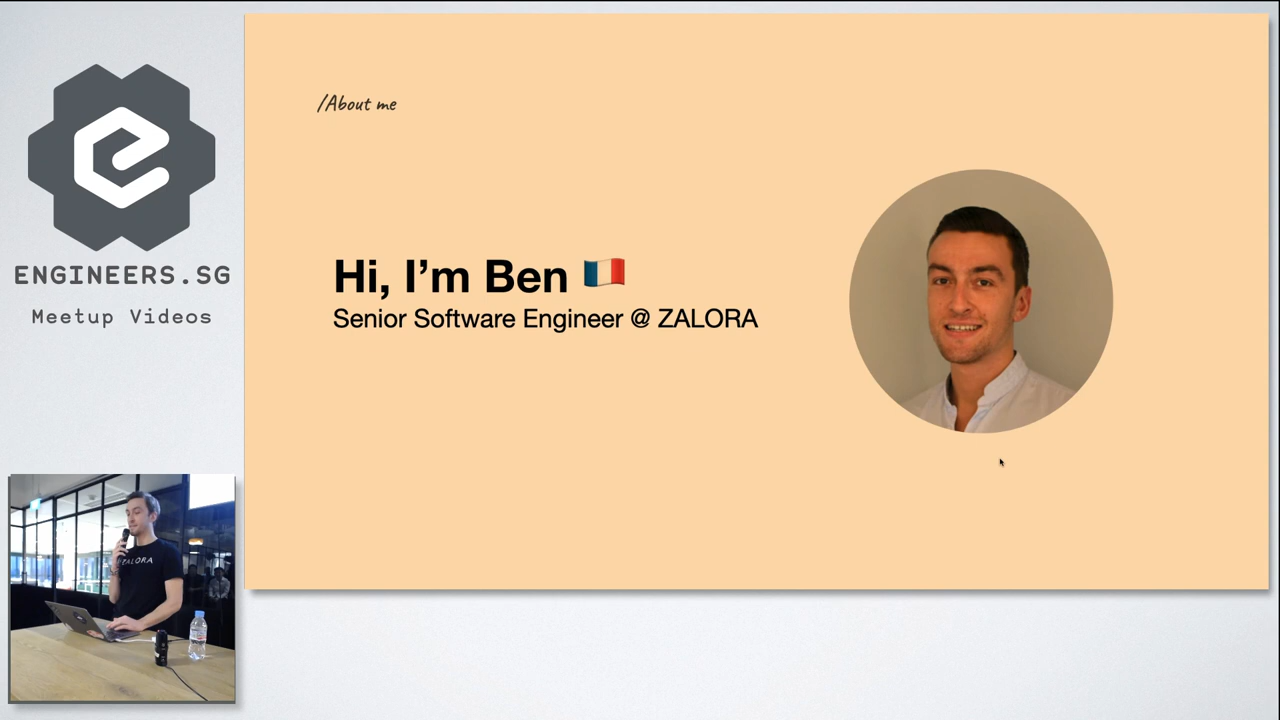 ENGINEERS.SG
Meetup Videos
/About me
Hi, I’m Ben 🇫🇷
Senior Software Engineer @ ZALORA
ZALORA